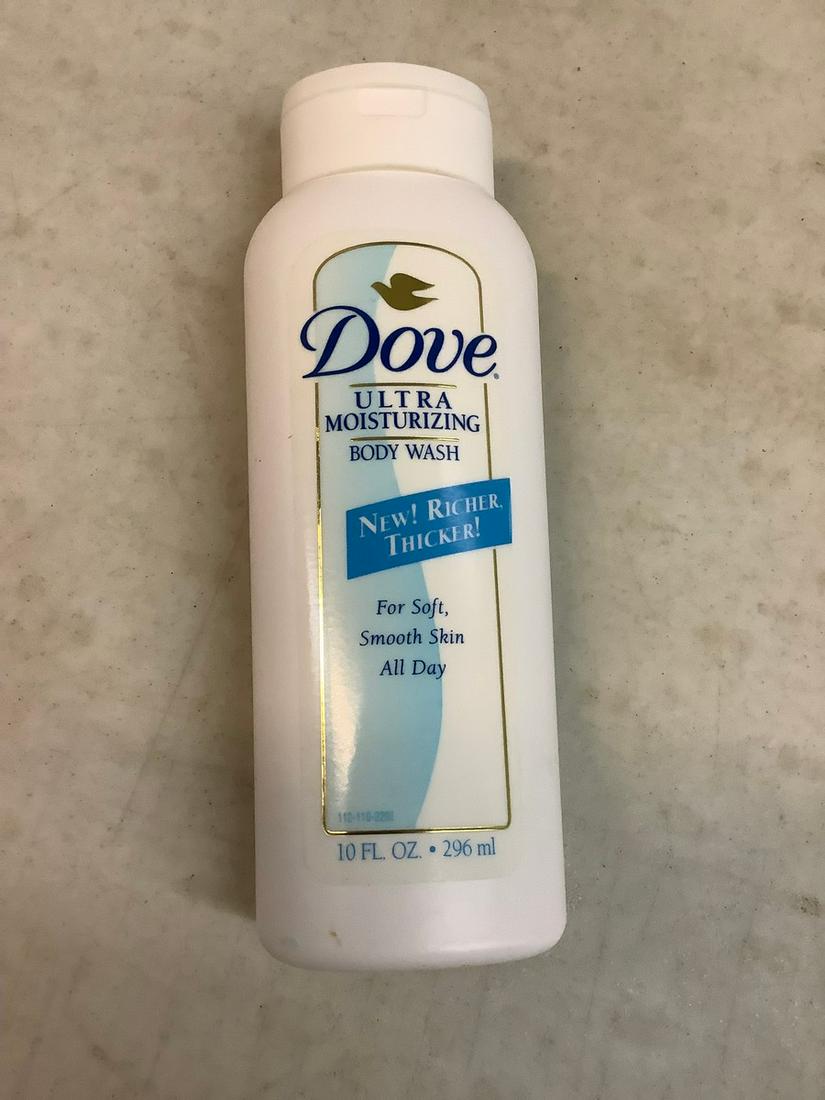 Dove
ULTRA
MOISTURIZING
BODY WASH
NEW! RICHER,
THICKER!
For Soft,
Smooth Skin
All Day
10 FL. OZ. • 296 ml